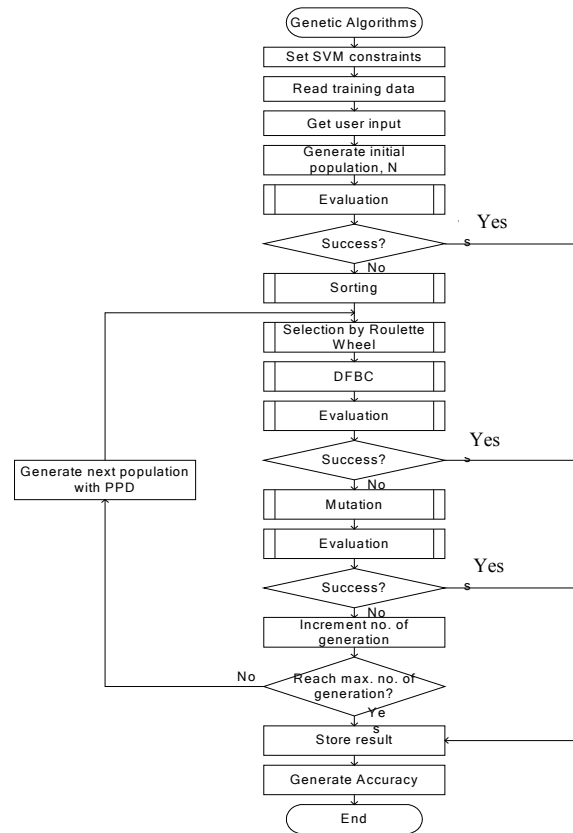 Genetic Algorithms
Set SVM constraints
Read training data
Get user input
Generate initial
population, N
Evaluation
Yes
Success?
s
No
Sorting
Selection by Roulette
Wheel
DFBC
Evaluation
Yes
Success?
s
No
Generate next population
with PPD
Mutation
Evaluation
Yes
Success?
s
No
Increment no. of
generation
No
Reach max. no. of
generation?
Ye
s
Store result
Generate Accuracy
End